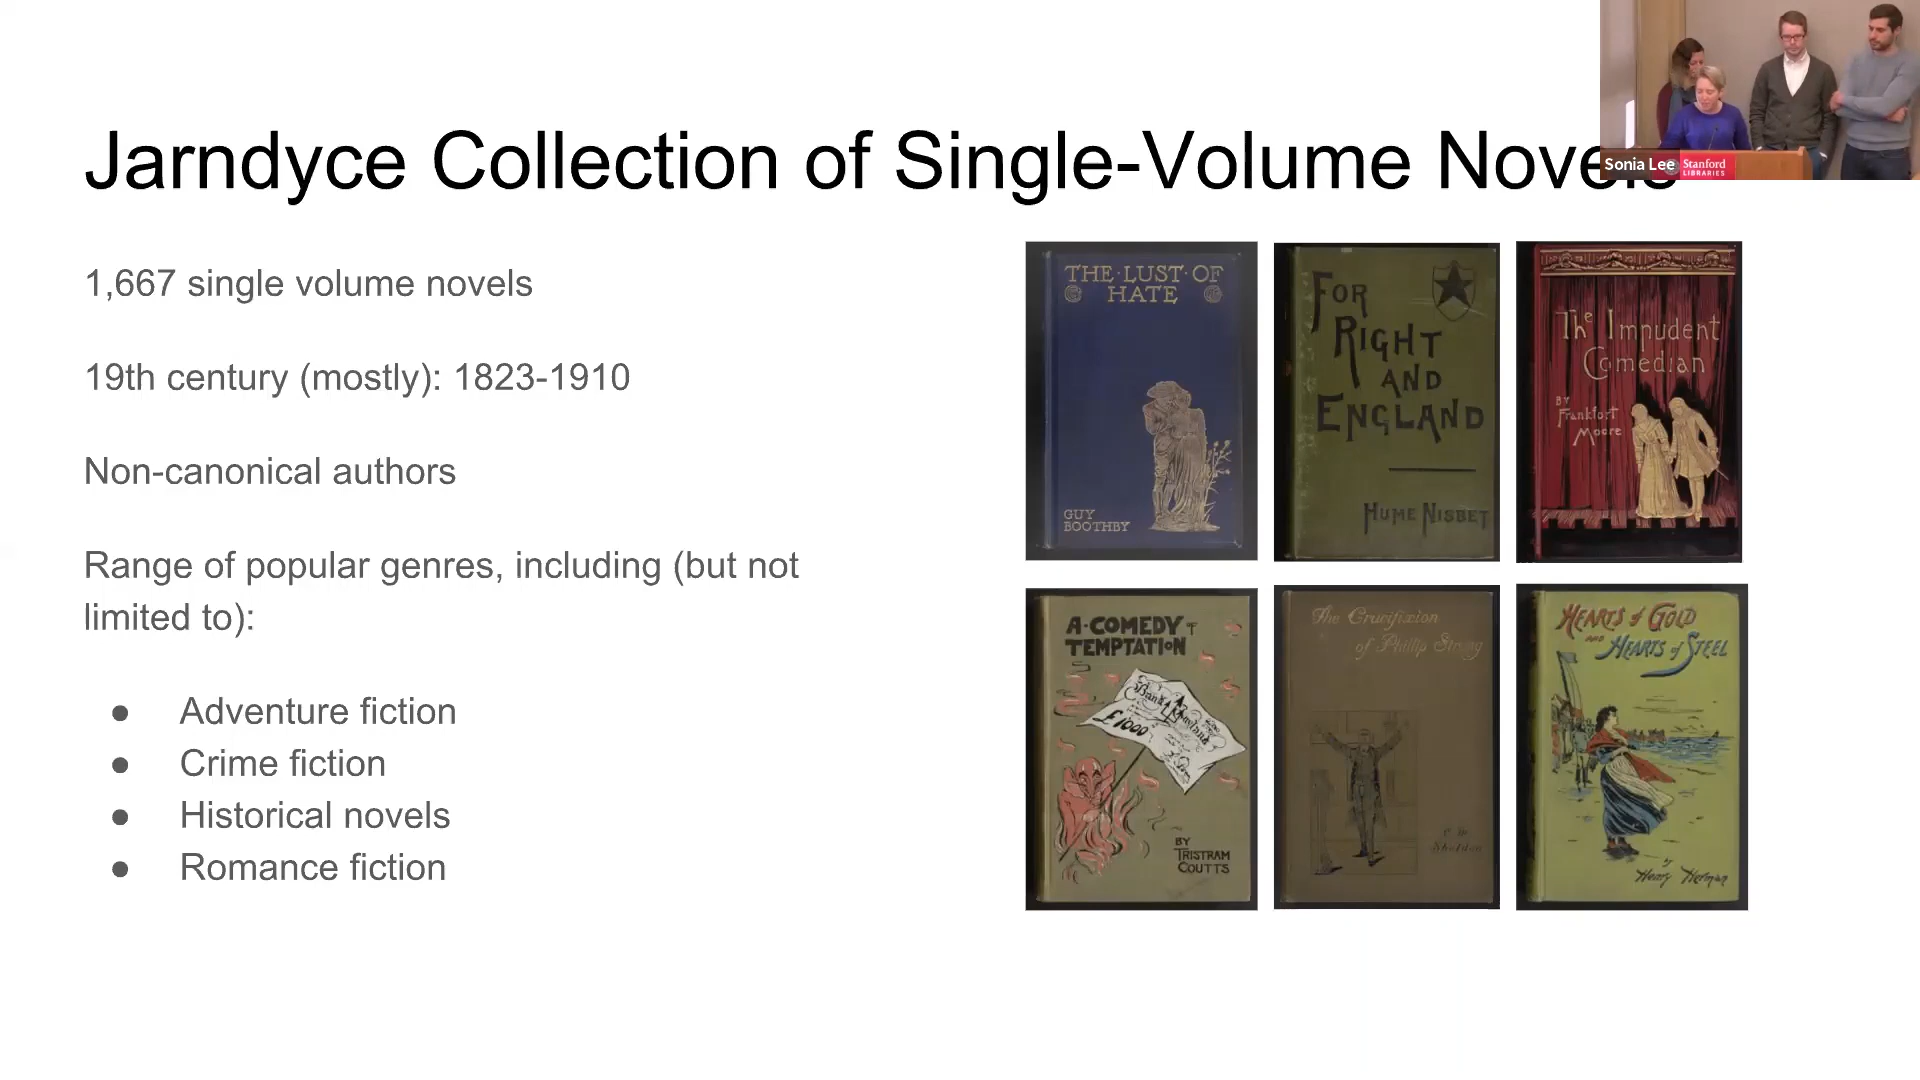 Jarndyce Collection of Single-Volume Novels
Sonia Lee
Stanford
LIBRARIES
1,667 single volume novels
19th century (mostly): 1823-1910
Non-canonical authors
Range of popular genres, including (but not
limited to):
● Adventure fiction
● Crime fiction
● Historical novels
● Romance fiction
THE·LUST·OF
HATE
GUY
BOOTHBY
FOR
RIGHT
AND
ENGLAND
HUME NISBET
The Impudent
Comedian
BY
Frankfort
Moore
A·COMEDY OF
TEMPTATION
£1000
BY
TRISTRAM
COUTTS
The Crucifixion
of Phillip Strong
Sheldon
HEARTS of GOLD
AND HEARTS of STEEL
by
Henry Herman